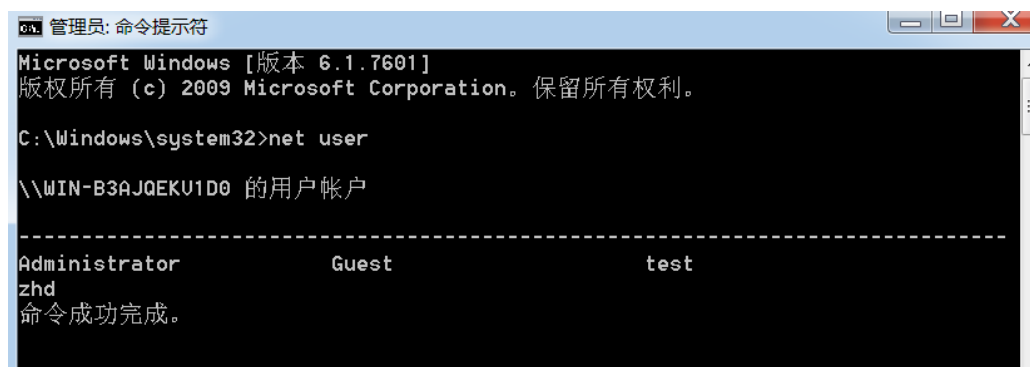 管理员: 命令提示符
Microsoft Windows [版本 6.1.7601]
版权所有 (c) 2009 Microsoft Corporation。保留所有权利。
C:\Windows\system32>net user
\\WIN-B3AJQEKV1D0 的用户帐户
-------------------------------------------------------------------------------
Administrator            Guest                    test
zhd
命令成功完成。